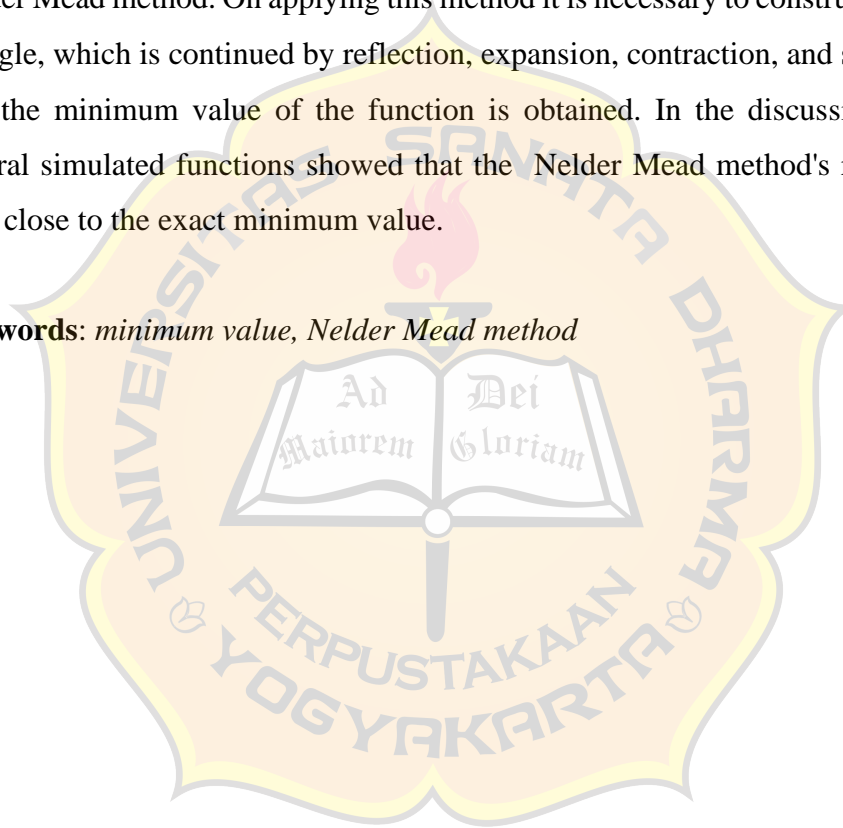 er Mead method. On applying this method it is necessary to constru
gle, which is continued by reflection, expansion, contraction, and s
the minimum value of the function is obtained. In the discussi
ral simulated functions showed that the Nelder Mead method's r
close to the exact minimum value.
words: minimum value, Nelder Mead method
UNIVERSITAS SANATA DHARMA
Ad Dei
Maiorem Gloriam
PERPUSTAKAAN
YOGYAKARTA